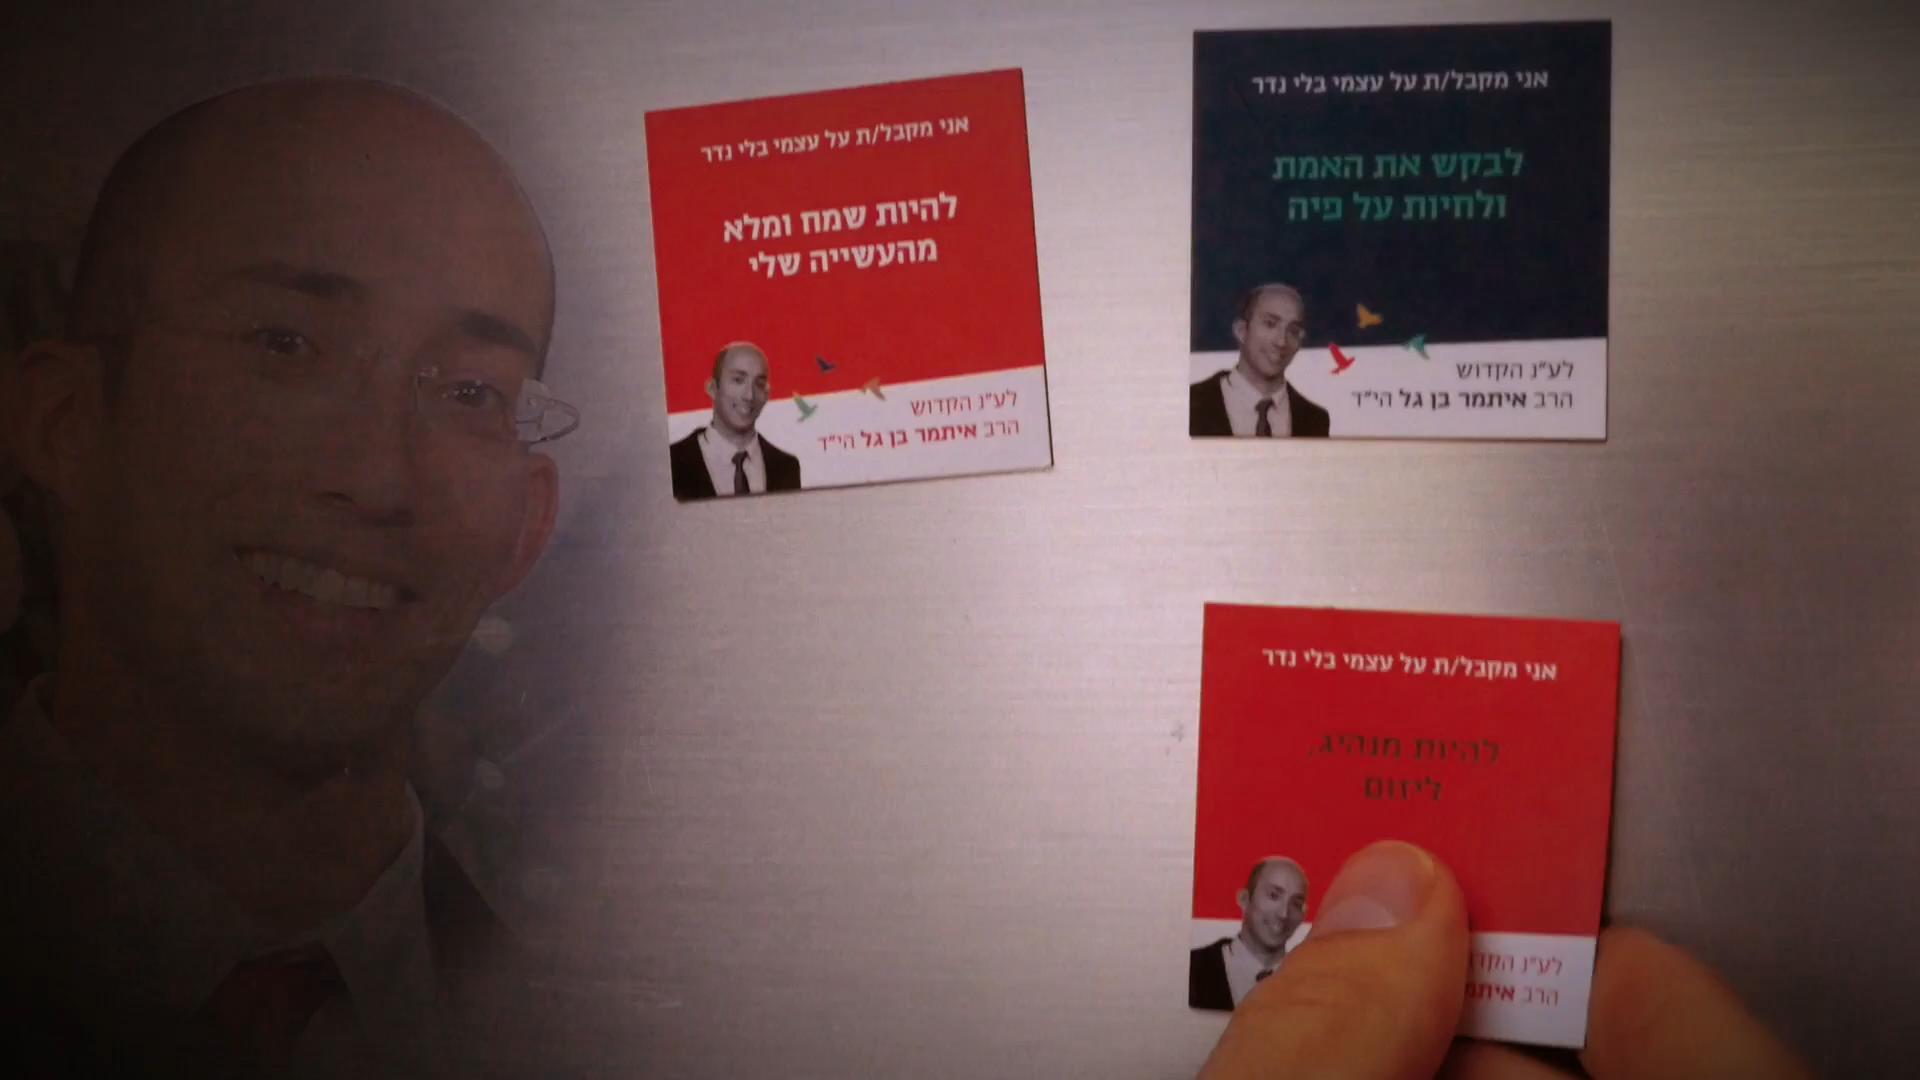 אני מקבל/ת על עצמי בלי נדר
לבקש את האמת
ולחיות על פיה
לע"נ הקדוש
הרב איתמר בן גל הי"ד
אני מקבל/ת על עצמי בלי נדר
להיות שמח ומלא
מהעשייה שלי
לע"נ הקדוש
הרב איתמר בן גל הי"ד
אני מקבל/ת על עצמי בלי נדר
להיות מנהיג,
ליזום
לע"נ
הרב